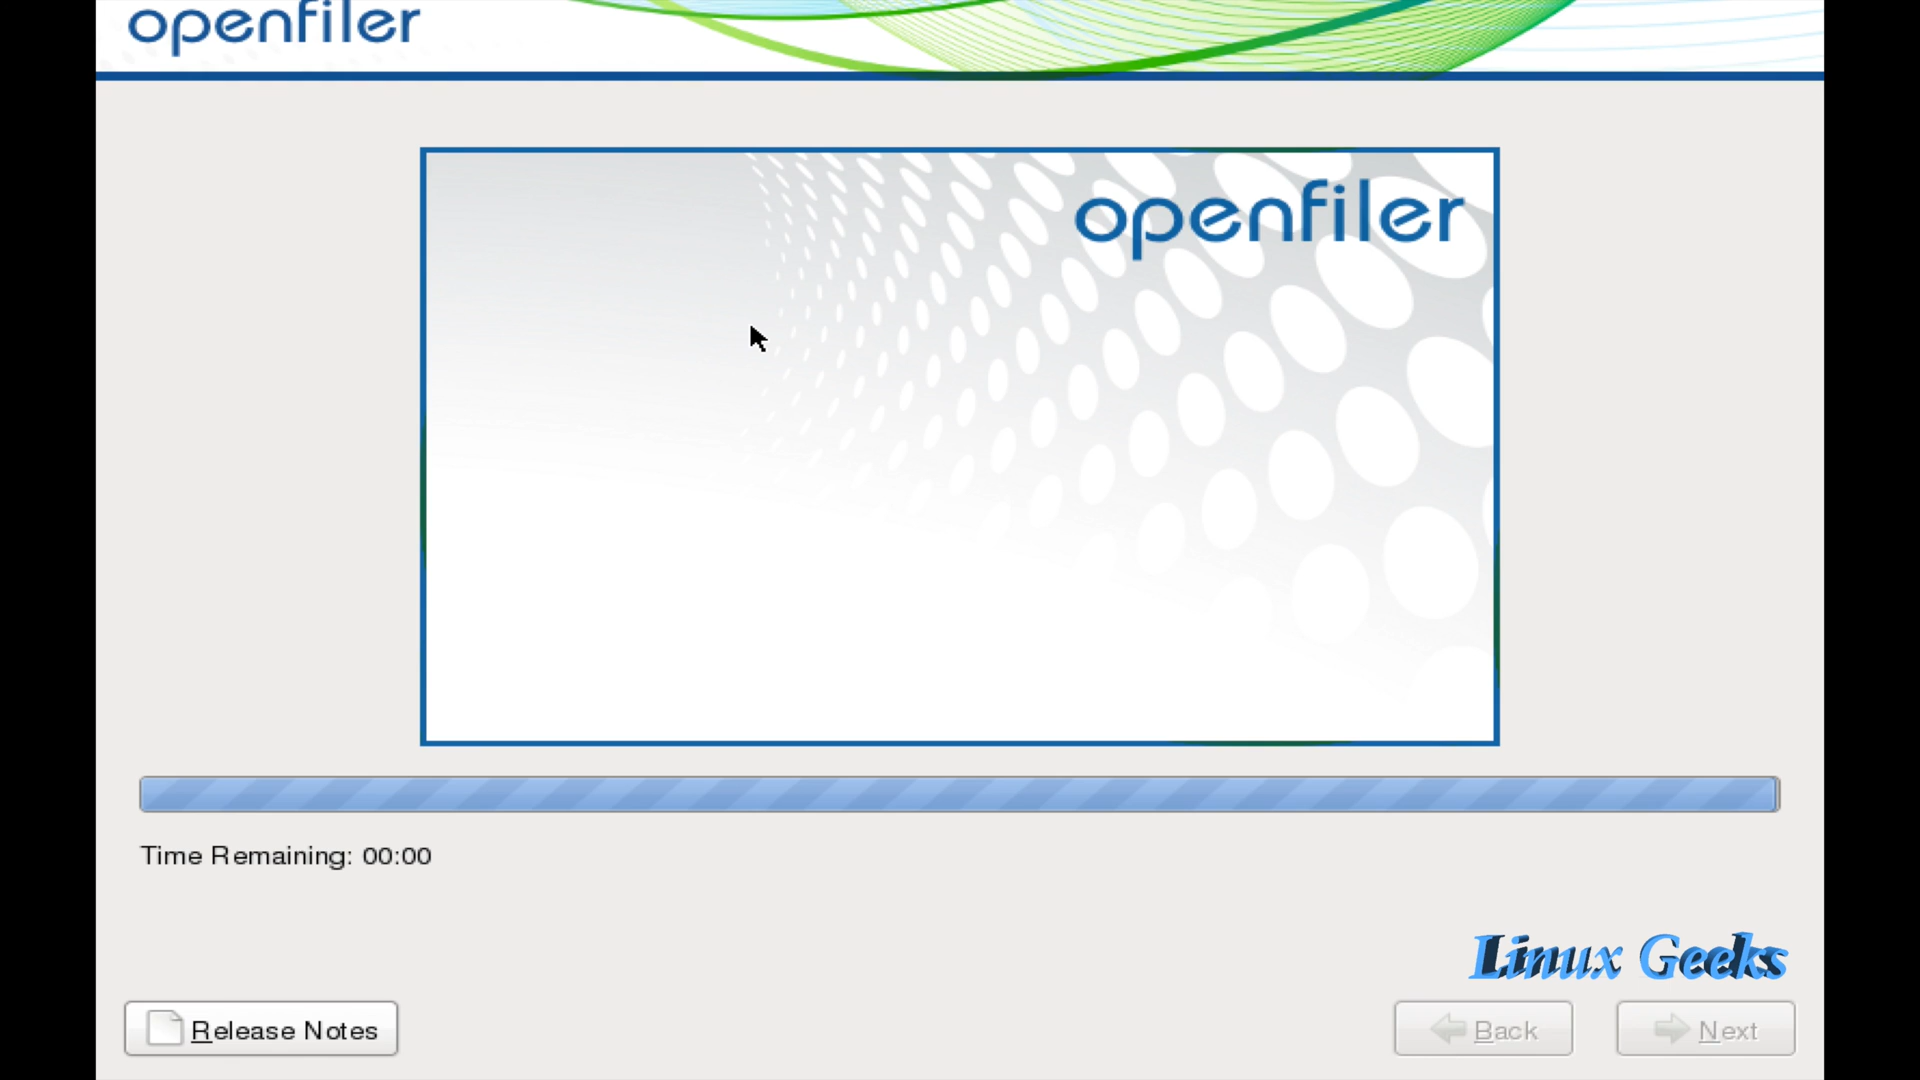 openfiler
openfiler
Time Remaining: 00:00
Linux Geeks
Release Notes
Back
Next